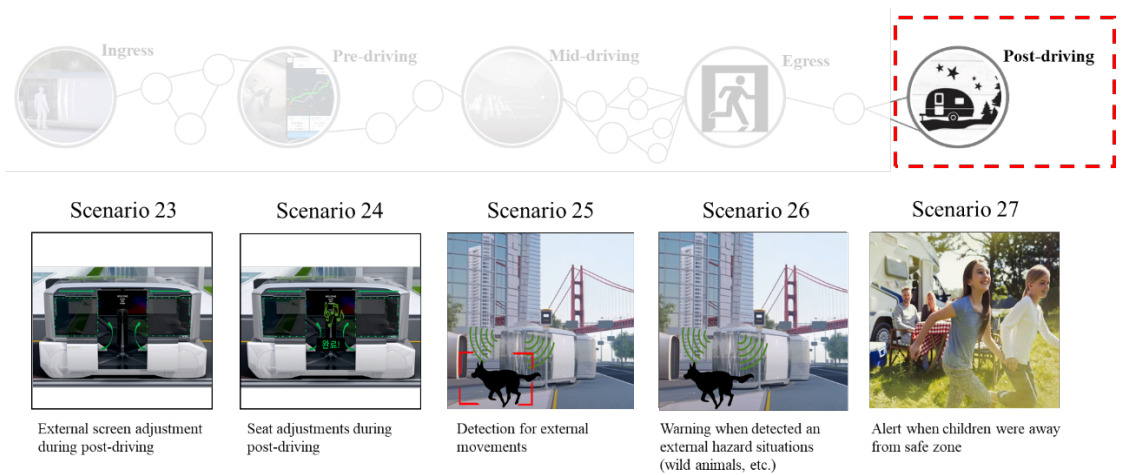 Ingress
Pre-driving
Mid-driving
Egress
Post-driving
Scenario 23
Scenario 24
Scenario 25
Scenario 26
Scenario 27
완료!
External screen adjustment
during post-driving
Seat adjustments during
post-driving
Detection for external
movements
Warning when detected an
external hazard situations
(wild animals, etc.)
Alert when children were away
from safe zone